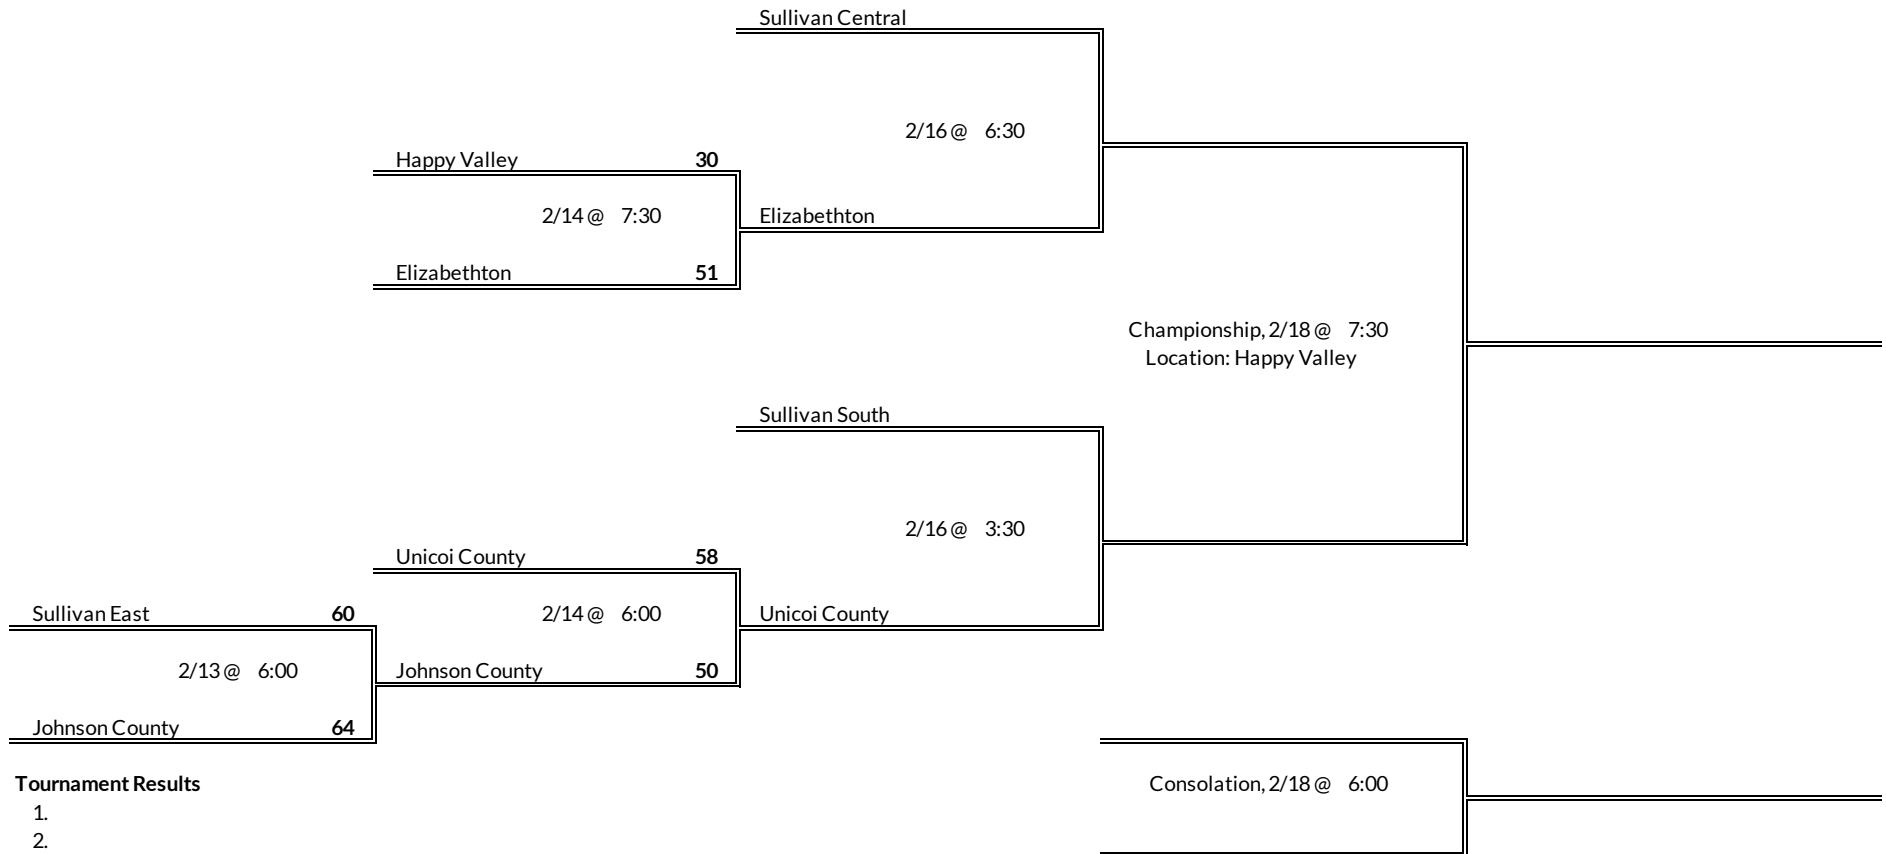 Sullivan Central
2/16 @ 6:30
Happy Valley 30
2/14 @ 7:30
Elizabethton
Elizabethton 51
Championship, 2/18 @ 7:30
Location: Happy Valley
Sullivan South
2/16 @ 3:30
Unicoi County 58
Sullivan East 60
2/14 @ 6:00
Unicoi County
2/13 @ 6:00
Johnson County 50
Johnson County 64
Tournament Results
Consolation, 2/18 @ 6:00
1.
2.